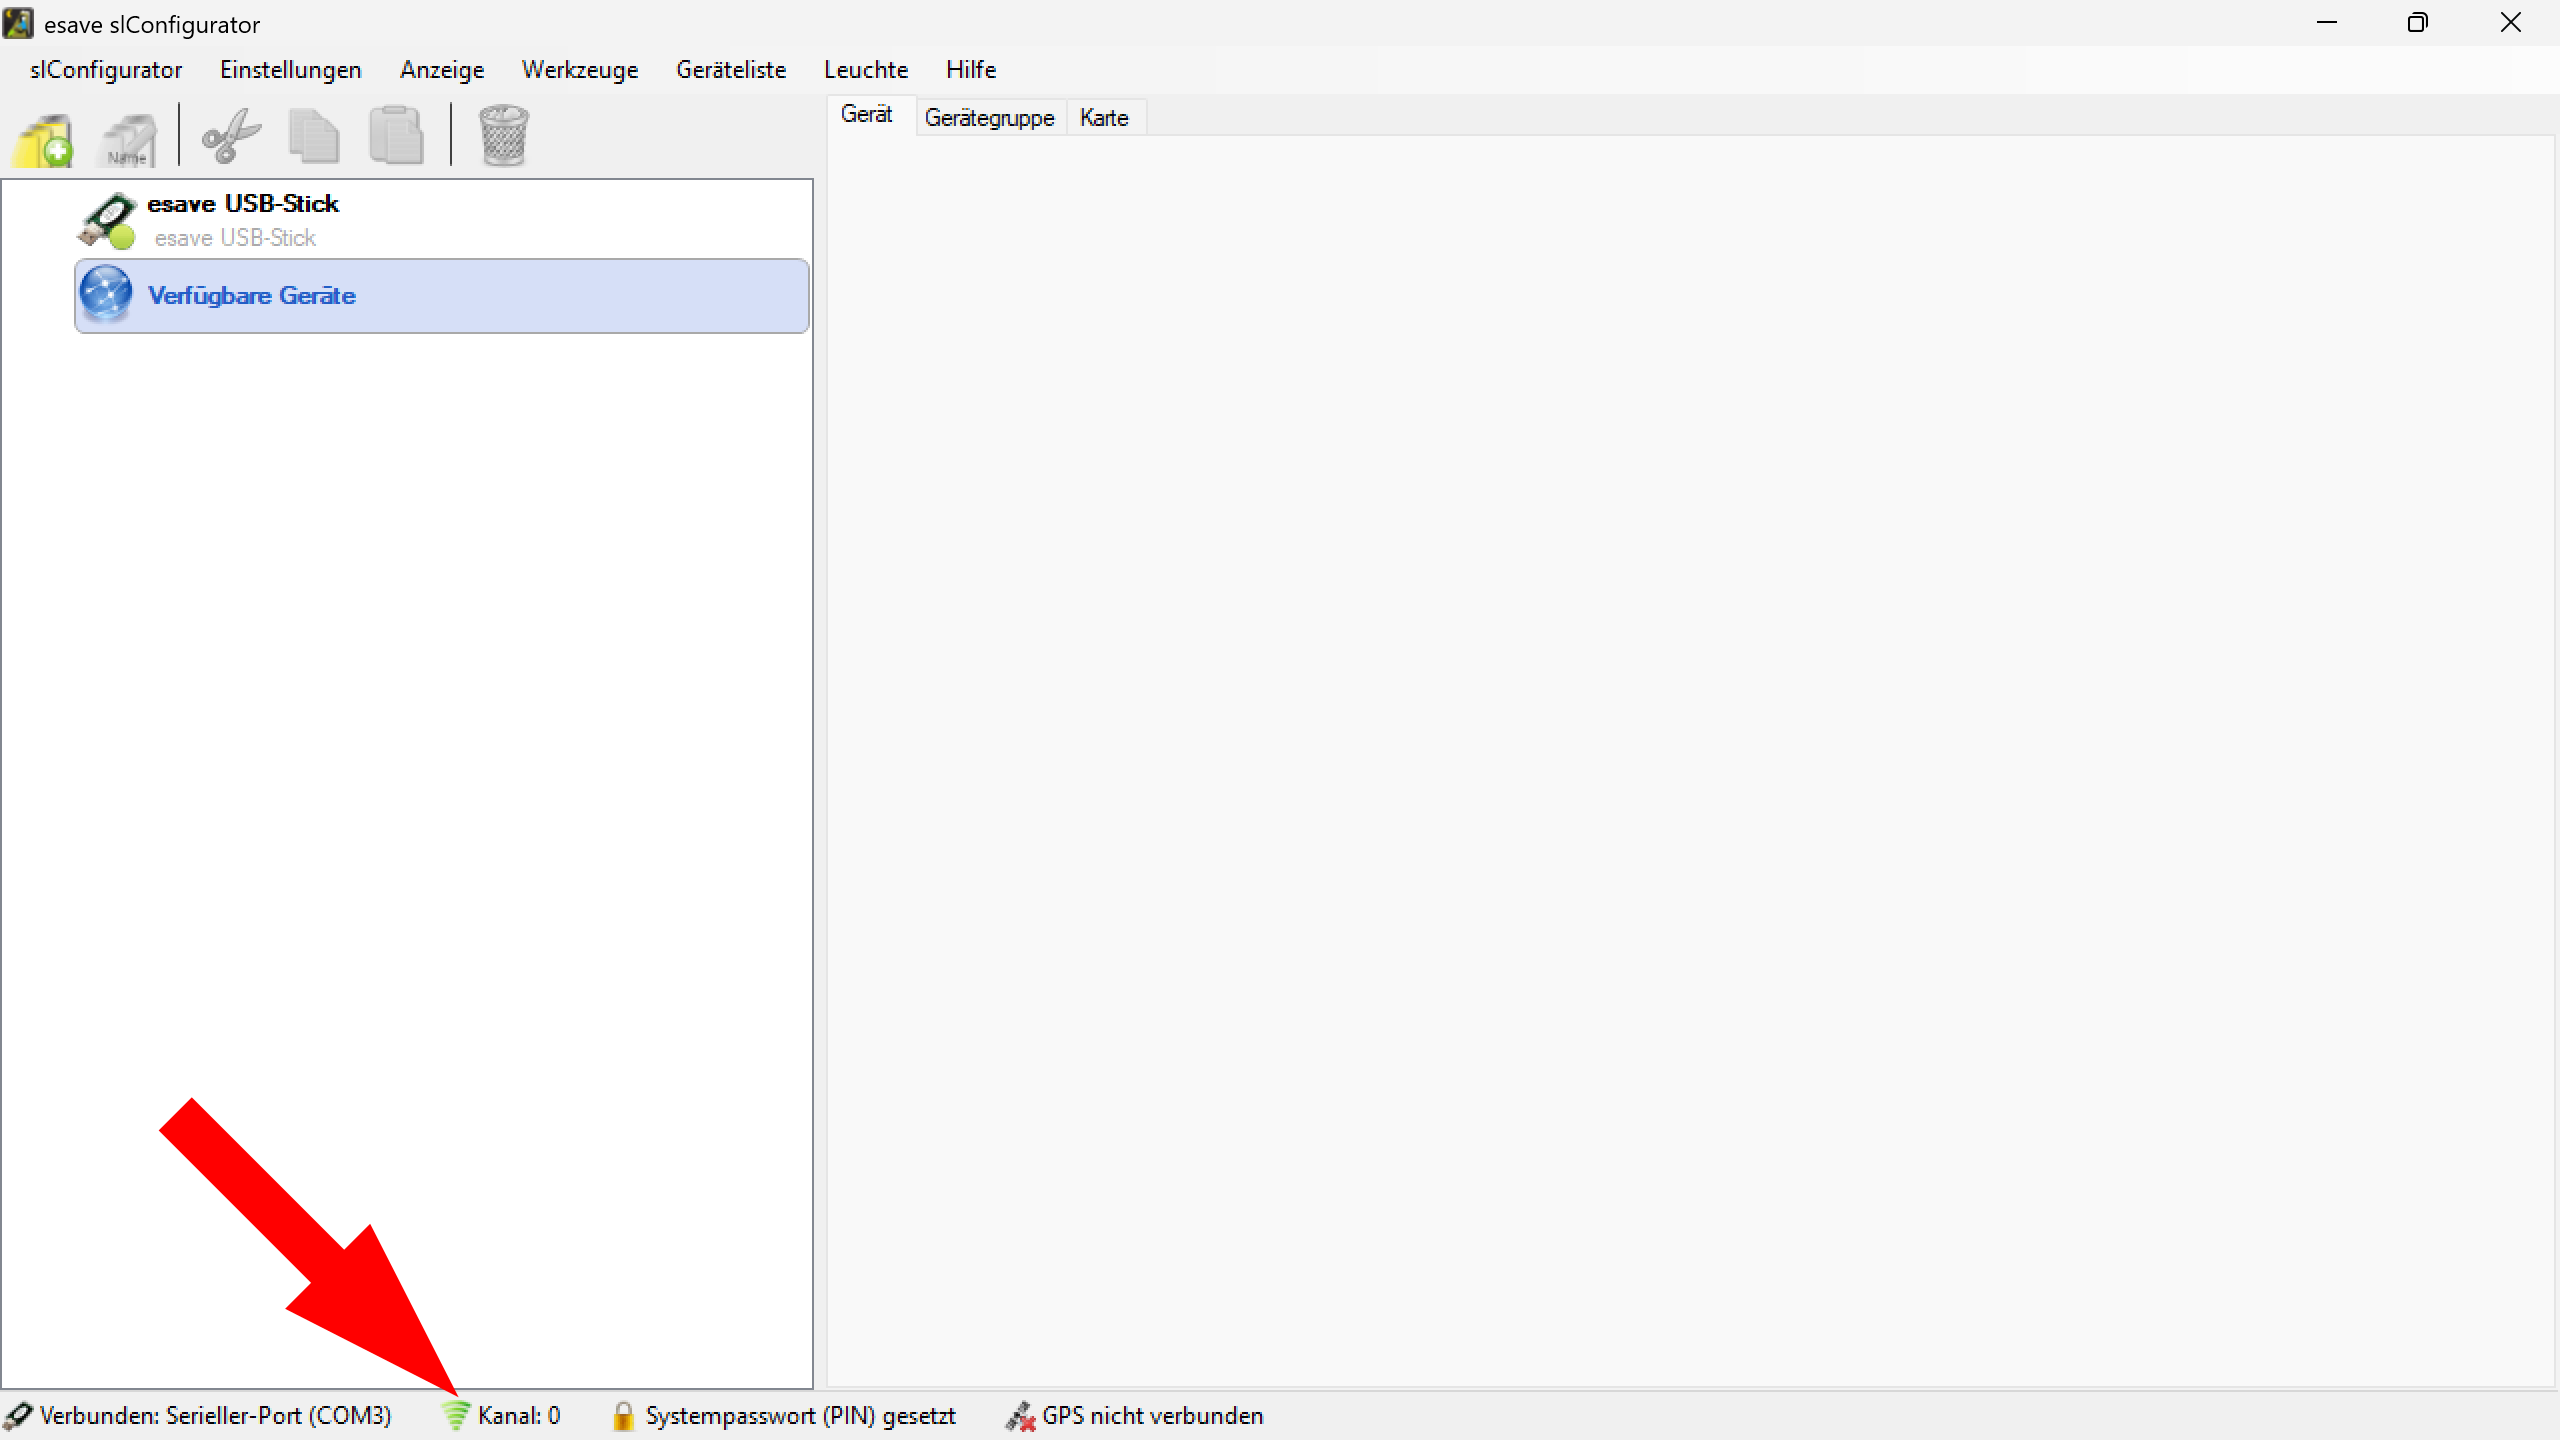 esave slConfigurator
slConfigurator Einstellungen Anzeige Werkzeuge Geräteliste Leuchte Hilfe
Name
Gerät Gerätegruppe Karte
esave USB-Stick
esave USB-Stick
Verfügbare Geräte
Verbunden: Serieller-Port (COM3) Kanal: 0 Systempasswort (PIN) gesetzt GPS nicht verbunden